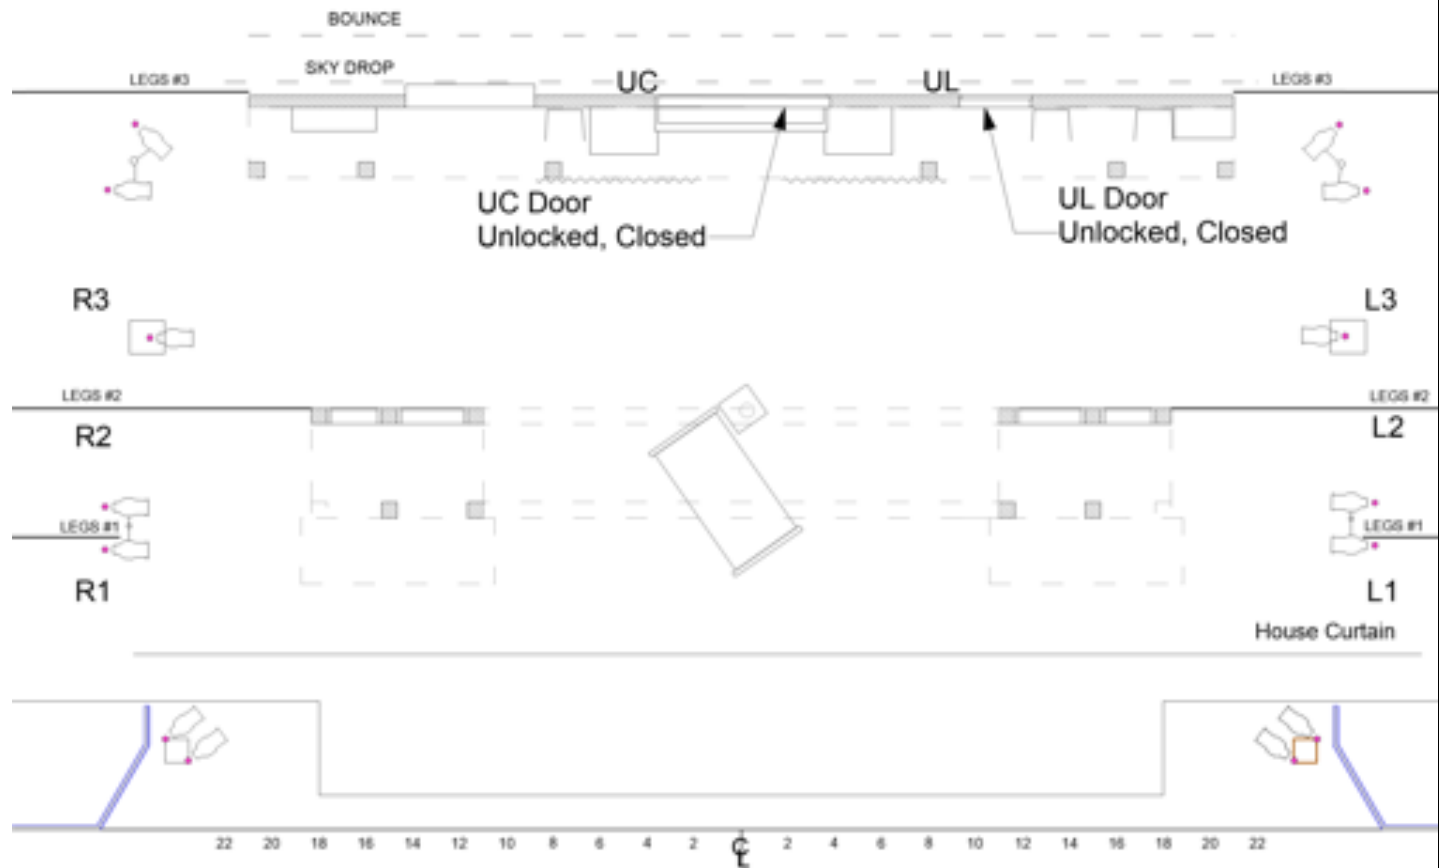 BOUNCE
SKY DROP
LEGS #3
UC
UL
LEGS #3
UC Door
Unlocked, Closed
UL Door
Unlocked, Closed
R3
L3
LEGS #2
LEGS #2
R2
L2
LEGS #1
LEGS #1
R1
L1
House Curtain
22 20 18 16 14 12 10 8 6 4 2 ℄ 2 4 6 8 10 12 14 16 18 20 22